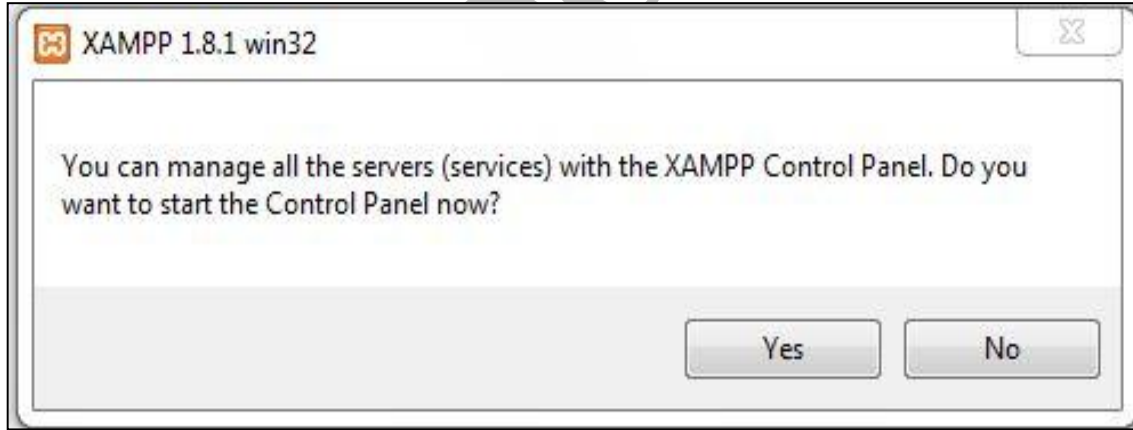 XAMPP 1.8.1 win32
You can manage all the servers (services) with the XAMPP Control Panel. Do you
want to start the Control Panel now?
Yes No